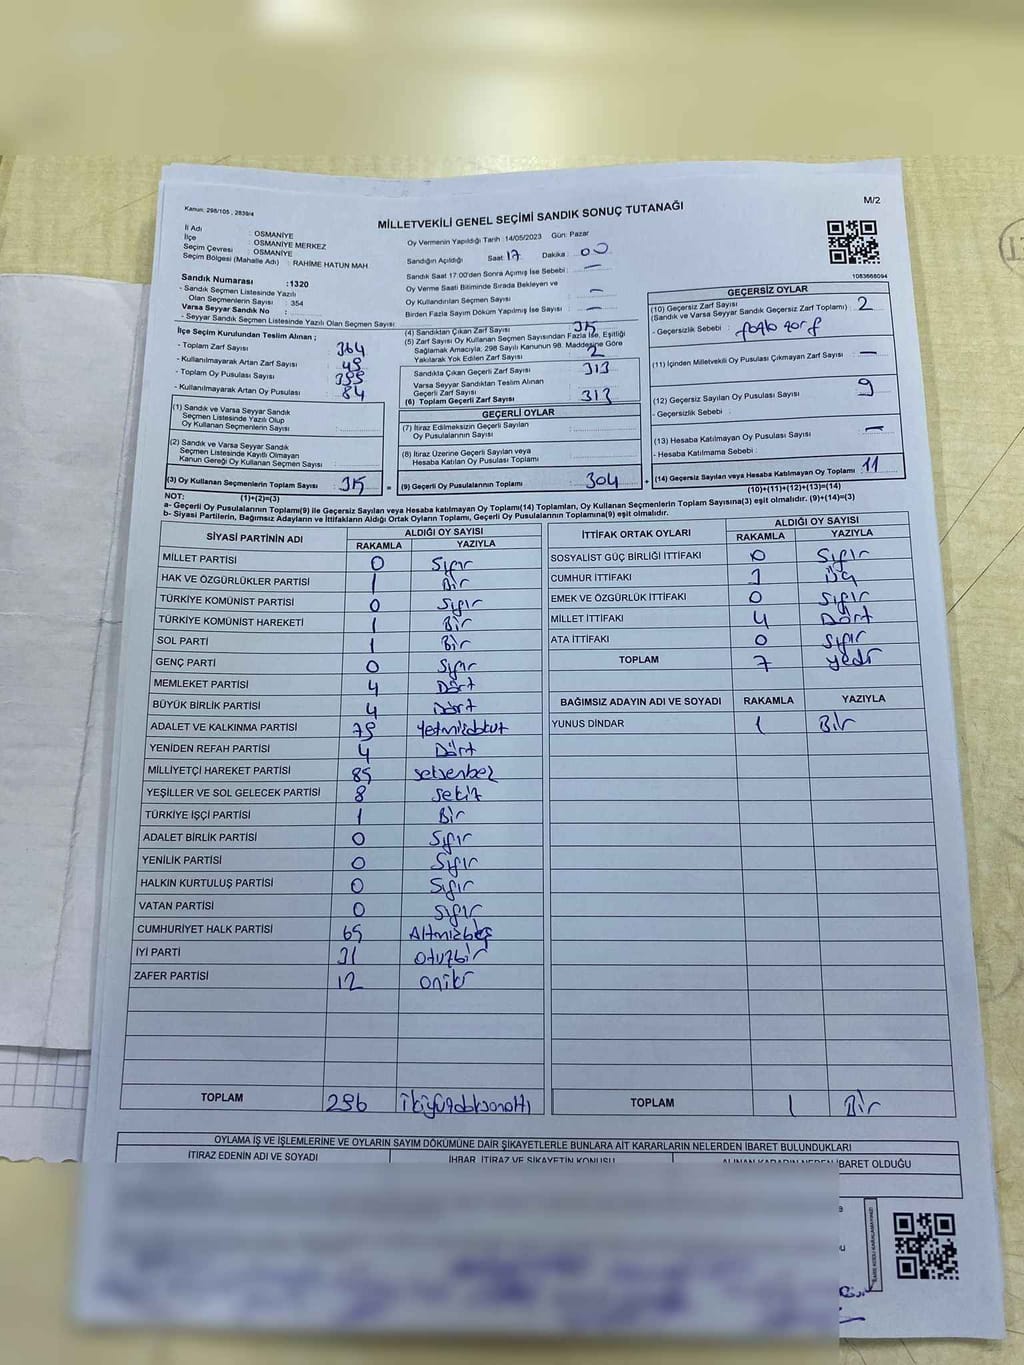 Kanun: 298/105 , 2839/4
MİLLETVEKİLİ GENEL SEÇİMİ SANDIK SONUÇ TUTANAĞI
M/2
İl Adı : OSMANİYE
İlçe : OSMANİYE MERKEZ
Seçim Çevresi : OSMANİYE
Seçim Bölgesi (Mahalle Adı) : RAHİME HATUN MAH
Sandık Numarası :1320
- Sandık Seçmen Listesinde Yazılı
Olan Seçmenlerin Sayısı : 354
Varsa Seyyar Sandık No :
- Seyyar Sandık Seçmen Listesinde Yazılı Olan Seçmen Sayısı :
Oy Vermenin Yapıldığı Tarih : 14/05/2023 Gün: Pazar
Sandığın Açıldığı Saat: 17 Dakika : 00
Sandık Saat 17:00'den Sonra Açılmış İse Sebebi : —
Oy Verme Saati Bitiminde Sırada Bekleyen ve
Oy Kullandırılan Seçmen Sayısı : —
Birden Fazla Sayım Döküm Yapılmış İse Sayısı : —
1083668094
İlçe Seçim Kurulundan Teslim Alınan ;
- Toplam Zarf Sayısı : 364
- Kullanılmayarak Artan Zarf Sayısı : 49
- Toplam Oy Pusulası Sayısı : 399
- Kullanılmayarak Artan Oy Pusulası : 84
(4) Sandıktan Çıkan Zarf Sayısı : 315
(5) Zarf Sayısı Oy Kullanan Seçmen Sayısından Fazla İse, Eşitliği
Sağlamak Amacıyla, 298 Sayılı Kanunun 98. Maddesine Göre
Yakılarak Yok Edilen Zarf Sayısı : 2
Sandıkta Çıkan Geçerli Zarf Sayısı : 313
Varsa Seyyar Sandıktan Teslim Alınan
Geçerli Zarf Sayısı :
(6) Toplam Geçerli Zarf Sayısı : 313
GEÇERSİZ OYLAR
(10) Geçersiz Zarf Sayısı : 2
(Sandık ve Varsa Seyyar Sandık Geçersiz Zarf Toplamı)
- Geçersizlik Sebebi :
(11) İçinden Milletvekili Oy Pusulası Çıkmayan Zarf Sayısı : —
(12) Geçersiz Sayılan Oy Pusulası Sayısı : 9
- Geçersizlik Sebebi :
(13) Hesaba Katılmayan Oy Pusulası Sayısı : —
- Hesaba Katılmama Sebebi :
(14) Geçersiz Sayılan veya Hesaba Katılmayan Oy Toplamı : 11
(10)+(11)+(12)+(13)=(14)
(1) Sandık ve Varsa Seyyar Sandık
Seçmen Listesinde Yazılı Olup
Oy Kullanan Seçmenlerin Sayısı :
(2) Sandık ve Varsa Seyyar Sandık
Seçmen Listesinde Kayıtlı Olmayan
Kanun Gereği Oy Kullanan Seçmen Sayısı :
(3) Oy Kullanan Seçmenlerin Toplam Sayısı : 315
(1)+(2)=(3)
GEÇERLİ OYLAR
(7) İtiraz Edilmeksizin Geçerli Sayılan
Oy Pusulalarının Sayısı :
(8) İtiraz Üzerine Geçerli Sayılan veya
Hesaba Katılan Oy Pusulası Toplamı :
(9) Geçerli Oy Pusulalarının Toplamı : 304
NOT:
a- Geçerli Oy Pusulalarının Toplamı(9) ile Geçersiz Sayılan veya Hesaba katılmayan Oy Toplamı(14) Toplamları, Oy Kullanan Seçmenlerin Toplam Sayısına(3) eşit olmalıdır. (9)+(14)=(3)
b- Siyasi Partilerin, Bağımsız Adayların ve İttifakların Aldığı Ortak Oyların Toplamı, Geçerli Oy Pusulalarının Toplamına(9) eşit olmalıdır.
SİYASİ PARTİNİN ADI ALDIĞI OY SAYISI
RAKAMLA YAZIYLA
MİLLET PARTİSİ 0 Sıfır
HAK VE ÖZGÜRLÜKLER PARTİSİ 1 Bir
TÜRKİYE KOMÜNİST PARTİSİ 0 Sıfır
TÜRKİYE KOMÜNİST HAREKETİ 1 Bir
SOL PARTİ 1 Bir
GENÇ PARTİ 0 Sıfır
MEMLEKET PARTİSİ 4 Dört
BÜYÜK BİRLİK PARTİSİ 4 Dört
ADALET VE KALKINMA PARTİSİ 79 Yetmişdokuz
YENİDEN REFAH PARTİSİ 4 Dört
MİLLİYETÇİ HAREKET PARTİSİ 85 Seksenbeş
YEŞİLLER VE SOL GELECEK PARTİSİ 8 Sekiz
TÜRKİYE İŞÇİ PARTİSİ 1 Bir
ADALET BİRLİK PARTİSİ 0 Sıfır
YENİLİK PARTİSİ 0 Sıfır
HALKIN KURTULUŞ PARTİSİ 0 Sıfır
VATAN PARTİSİ 0 Sıfır
CUMHURİYET HALK PARTİSİ 65 Altmışbeş
İYİ PARTİ 31 Otuzbir
ZAFER PARTİSİ 12 Oniki
TOPLAM 296 İkiyüzdoksanaltı
İTTİFAK ORTAK OYLARI ALDIĞI OY SAYISI
RAKAMLA YAZIYLA
SOSYALİST GÜÇ BİRLİĞİ İTTİFAKI 0 Sıfır
CUMHUR İTTİFAKI 3 Üç
EMEK VE ÖZGÜRLÜK İTTİFAKI 0 Sıfır
MİLLET İTTİFAKI 4 Dört
ATA İTTİFAKI 0 Sıfır
TOPLAM 7 Yedi
BAĞIMSIZ ADAYIN ADI VE SOYADI RAKAMLA YAZIYLA
YUNUS DİNDAR 1 Bir
TOPLAM 1 Bir
OYLAMA İŞ VE İŞLEMLERİNE VE OYLARIN SAYIM DÖKÜMÜNE DAİR ŞİKAYETLERLE BUNLARA AİT KARARLARIN NELERDEN İBARET BULUNDUKLARI
İTİRAZ EDENİN ADI VE SOYADI
İHBAR, İTİRAZ VE ŞİKAYETİN KONUSU
ALINAN KARARIN NEDEN İBARET OLDUĞU